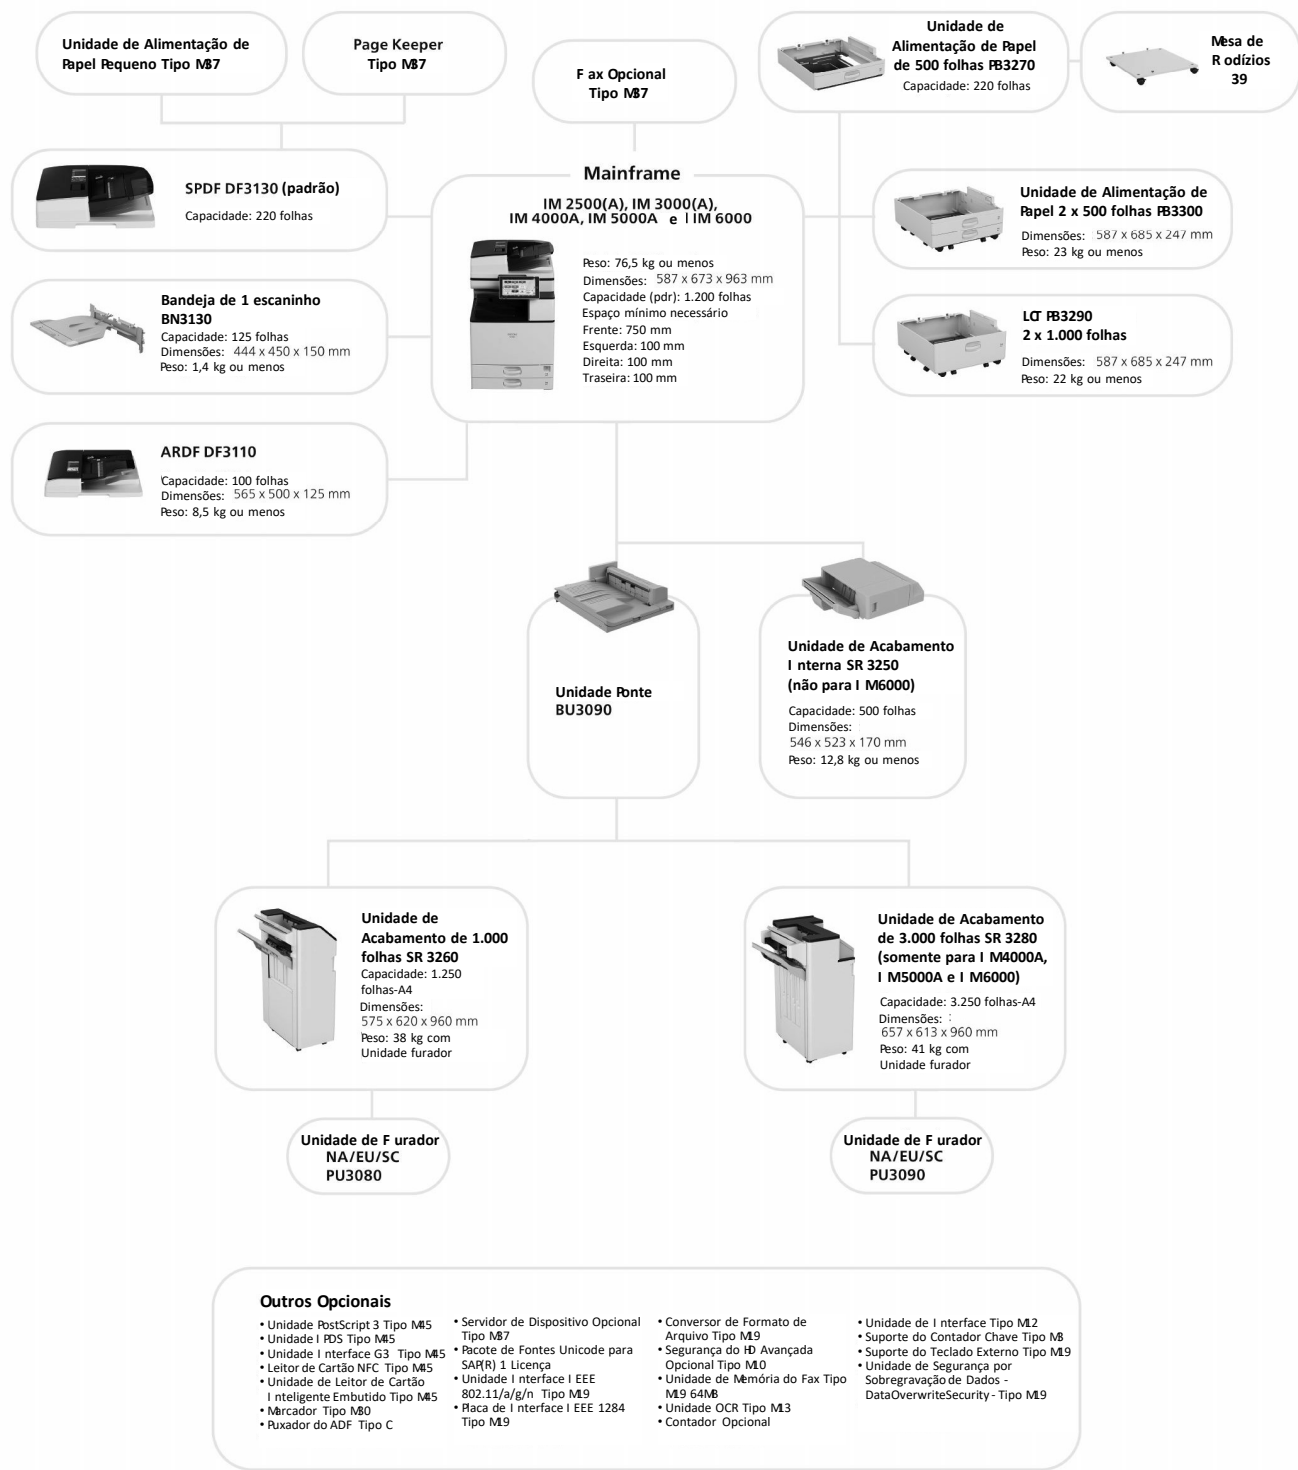 Unidade de Alimentação de
Papel Pequeno Tipo M37
Page Keeper
Tipo M37
Fax Opcional
Tipo M37
Unidade de
Alimentação de Papel
de 500 folhas PB3270
Capacidade: 220 folhas
Mesa de
Rodízios
39
SPDF DF3130 (padrão)
Capacidade: 220 folhas
Mainframe
IM 2500(A), IM 3000(A),
IM 4000A, IM 5000A e IIM 6000
Peso: 76,5 kg ou menos
Dimensões: 587 x 673 x 963 mm
Capacidade (pdr): 1.200 folhas
Espaço mínimo necessário
Frente: 750 mm
Esquerda: 100 mm
Direita: 100 mm
Traseira: 100 mm
Unidade de Alimentação de
Papel 2 x 500 folhas PB3300
Dimensões: 587 x 685 x 247 mm
Peso: 23 kg ou menos
Bandeja de 1 escaninho
BN3130
Capacidade: 125 folhas
Dimensões: 444 x 450 x 150 mm
Peso: 1,4 kg ou menos
LCT PB3290
2 x 1.000 folhas
Dimensões: 587 x 685 x 247 mm
Peso: 22 kg ou menos
ARDF DF3110
Capacidade: 100 folhas
Dimensões: 565 x 500 x 125 mm
Peso: 8,5 kg ou menos
Unidade Ponte
BU3090
Unidade de Acabamento
Interna SR 3250
(não para IM6000)
Capacidade: 500 folhas
Dimensões:
546 x 523 x 170 mm
Peso: 12,8 kg ou menos
Unidade de
Acabamento de 1.000
folhas SR 3260
Capacidade: 1.250
folhas-A4
Dimensões:
575 x 620 x 960 mm
Peso: 38 kg com
Unidade furador
Unidade de Acabamento
de 3.000 folhas SR 3280
(somente para IM4000A,
IM5000A e IM6000)
Capacidade: 3.250 folhas-A4
Dimensões: :
657 x 613 x 960 mm
Peso: 41 kg com
Unidade furador
Unidade de Furador
NA/EU/SC
PU3080
Unidade de Furador
NA/EU/SC
PU3090
Outros Opcionais
• Unidade PostScript 3 Tipo M45
• Unidade IPDS Tipo M45
• Unidade Interface G3 Tipo M45
• Leitor de Cartão NFC Tipo M45
• Unidade de Leitor de Cartão
Inteligente Embutido Tipo M45
• Marcador Tipo M30
• Puxador do ADF Tipo C
• Servidor de Dispositivo Opcional
Tipo M37
• Pacote de Fontes Unicode para
SAP(R) 1 Licença
• Unidade Interface IEEE
802.11/a/g/n Tipo M19
• Placa de Interface IEEE 1284
Tipo M19
• Conversor de Formato de
Arquivo Tipo M19
• Segurança do HD Avançada
Opcional Tipo M10
• Unidade de Memória do Fax Tipo
M19 64MB
• Unidade OCR Tipo M13
• Contador Opcional
• Unidade de Interface Tipo M12
• Suporte do Contador Chave Tipo M3
• Suporte do Teclado Externo Tipo M19
• Unidade de Segurança por
Sobregravação de Dados -
DataOverwriteSecurity - Tipo M19